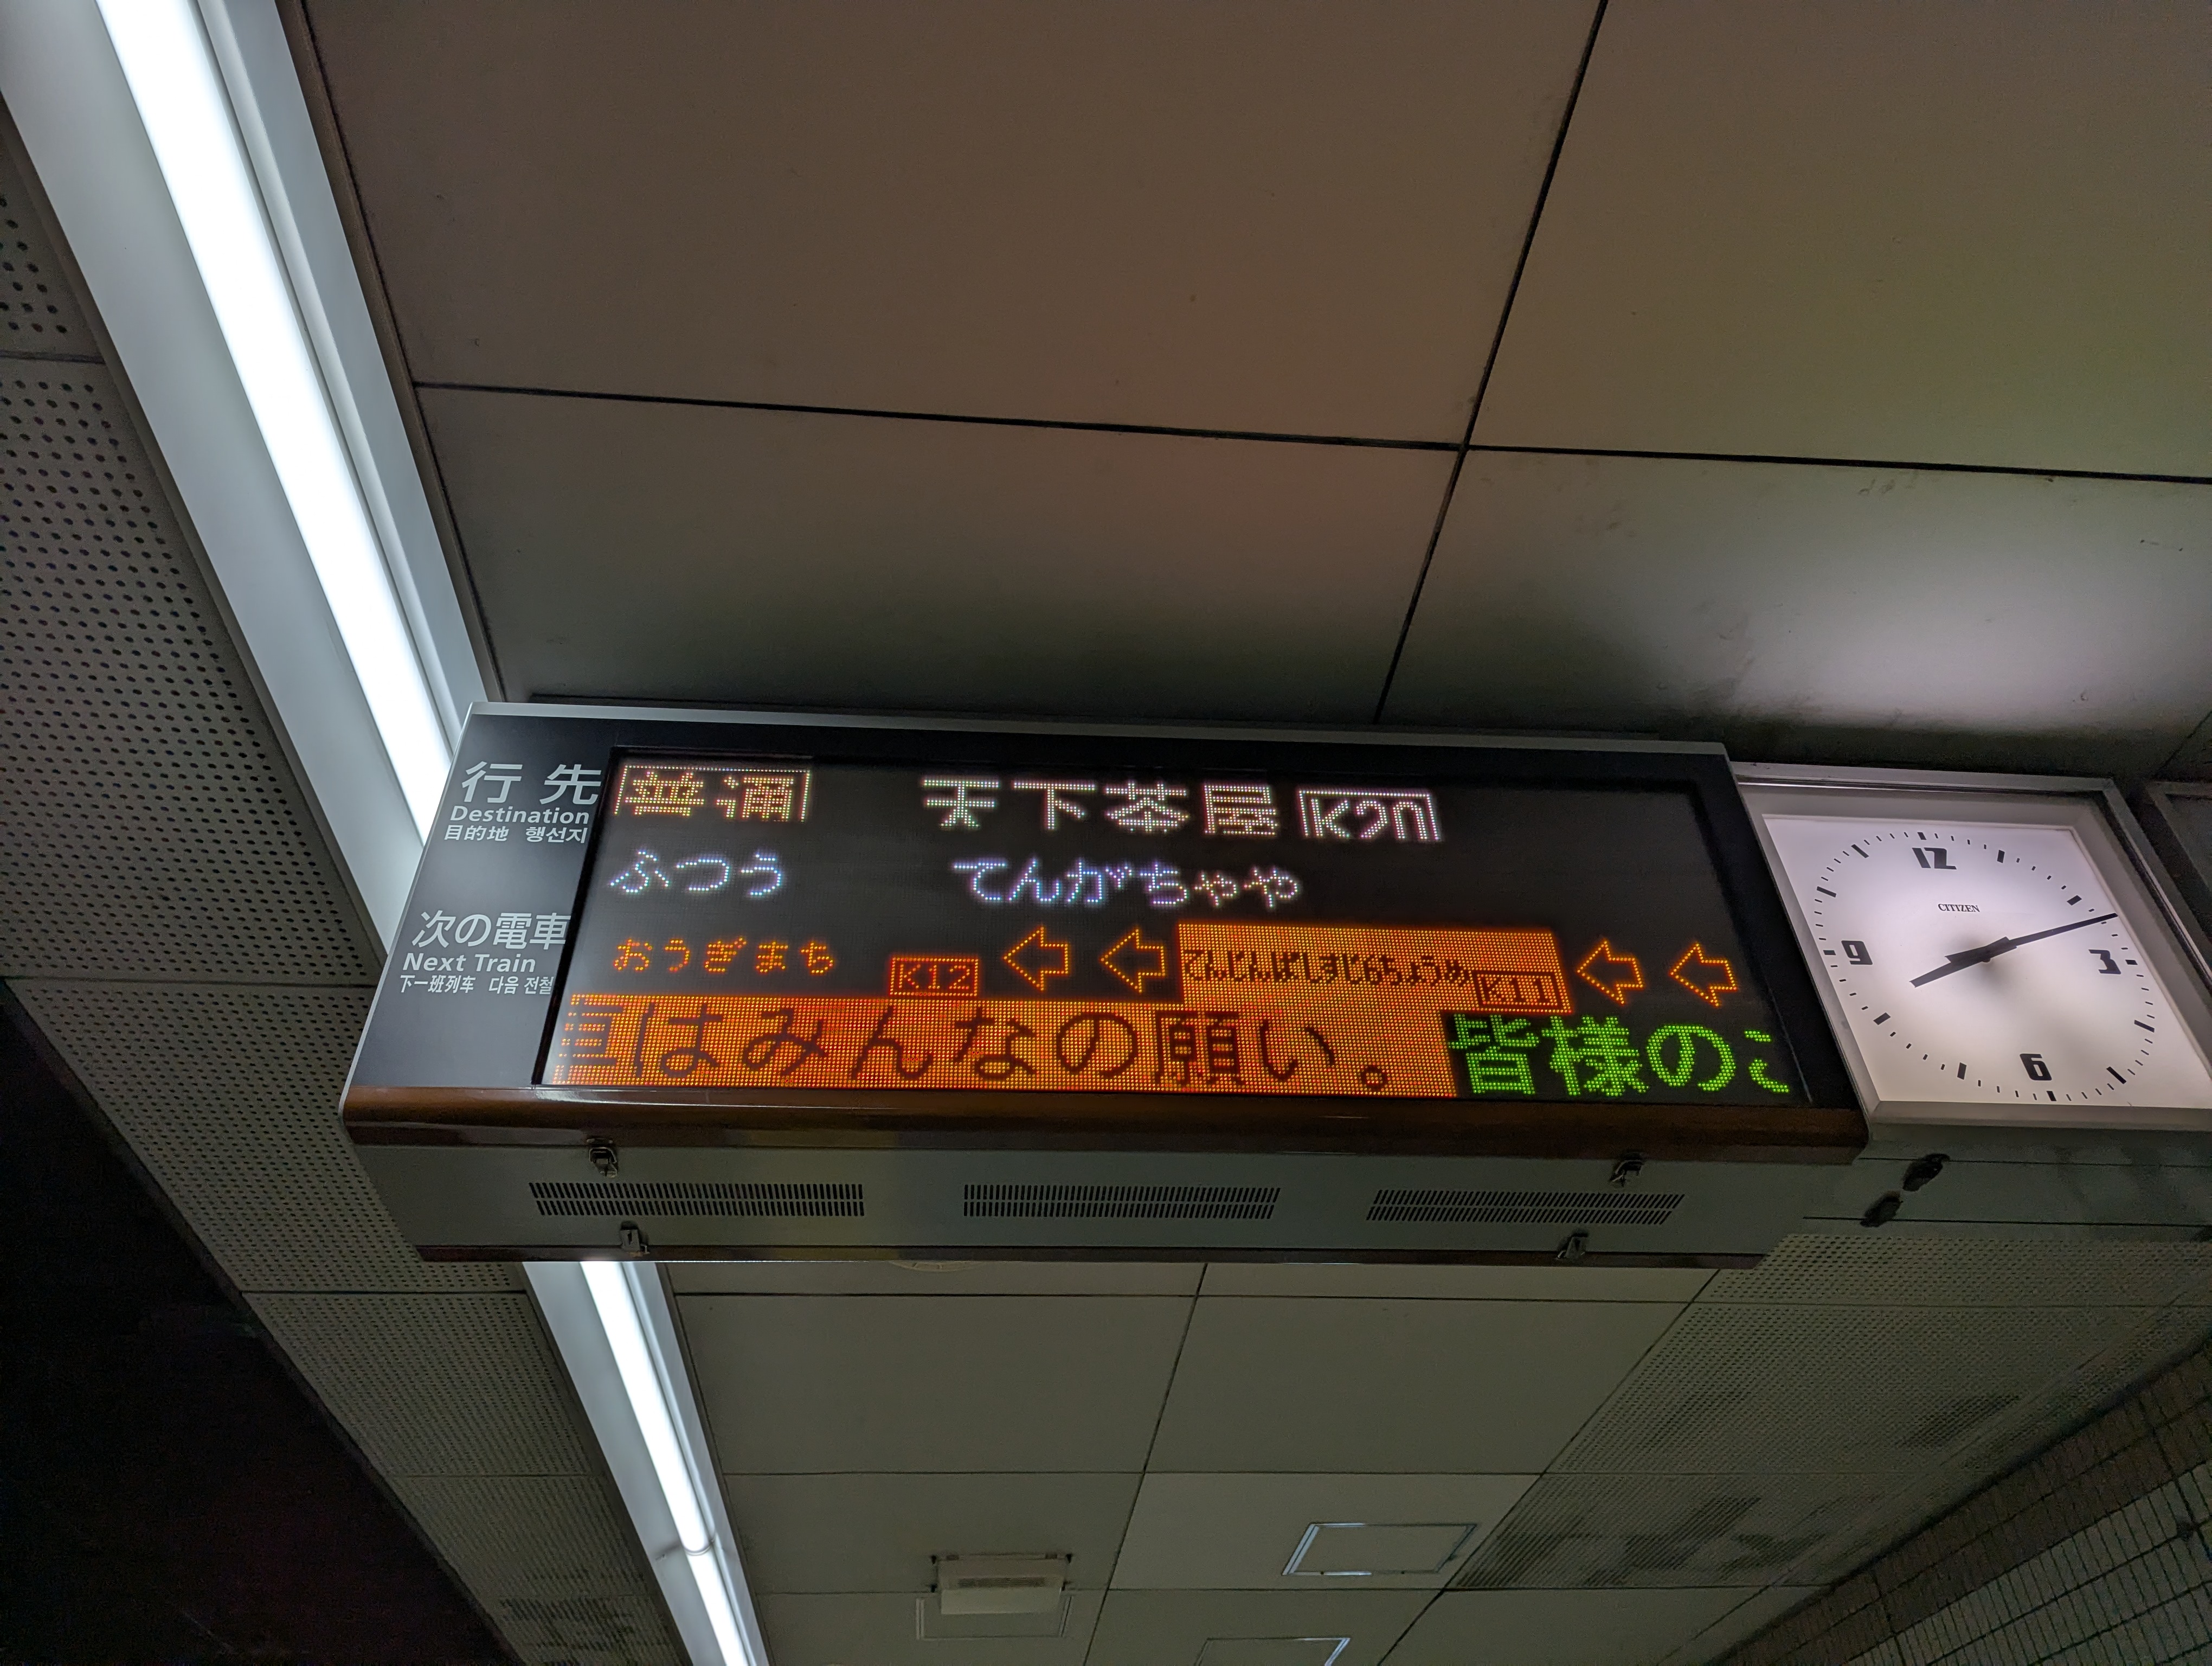 行先
Destination
目的地 행선지
普通 天下茶屋 K20
ふつう てんがちゃや
次の電車
Next Train
下一班列车 다음 전철
おうぎまち K12 てんじんばしすじ6ちょうめ K11
はみんなの願い。 皆様のこ
CITIZEN
12
3
6
9